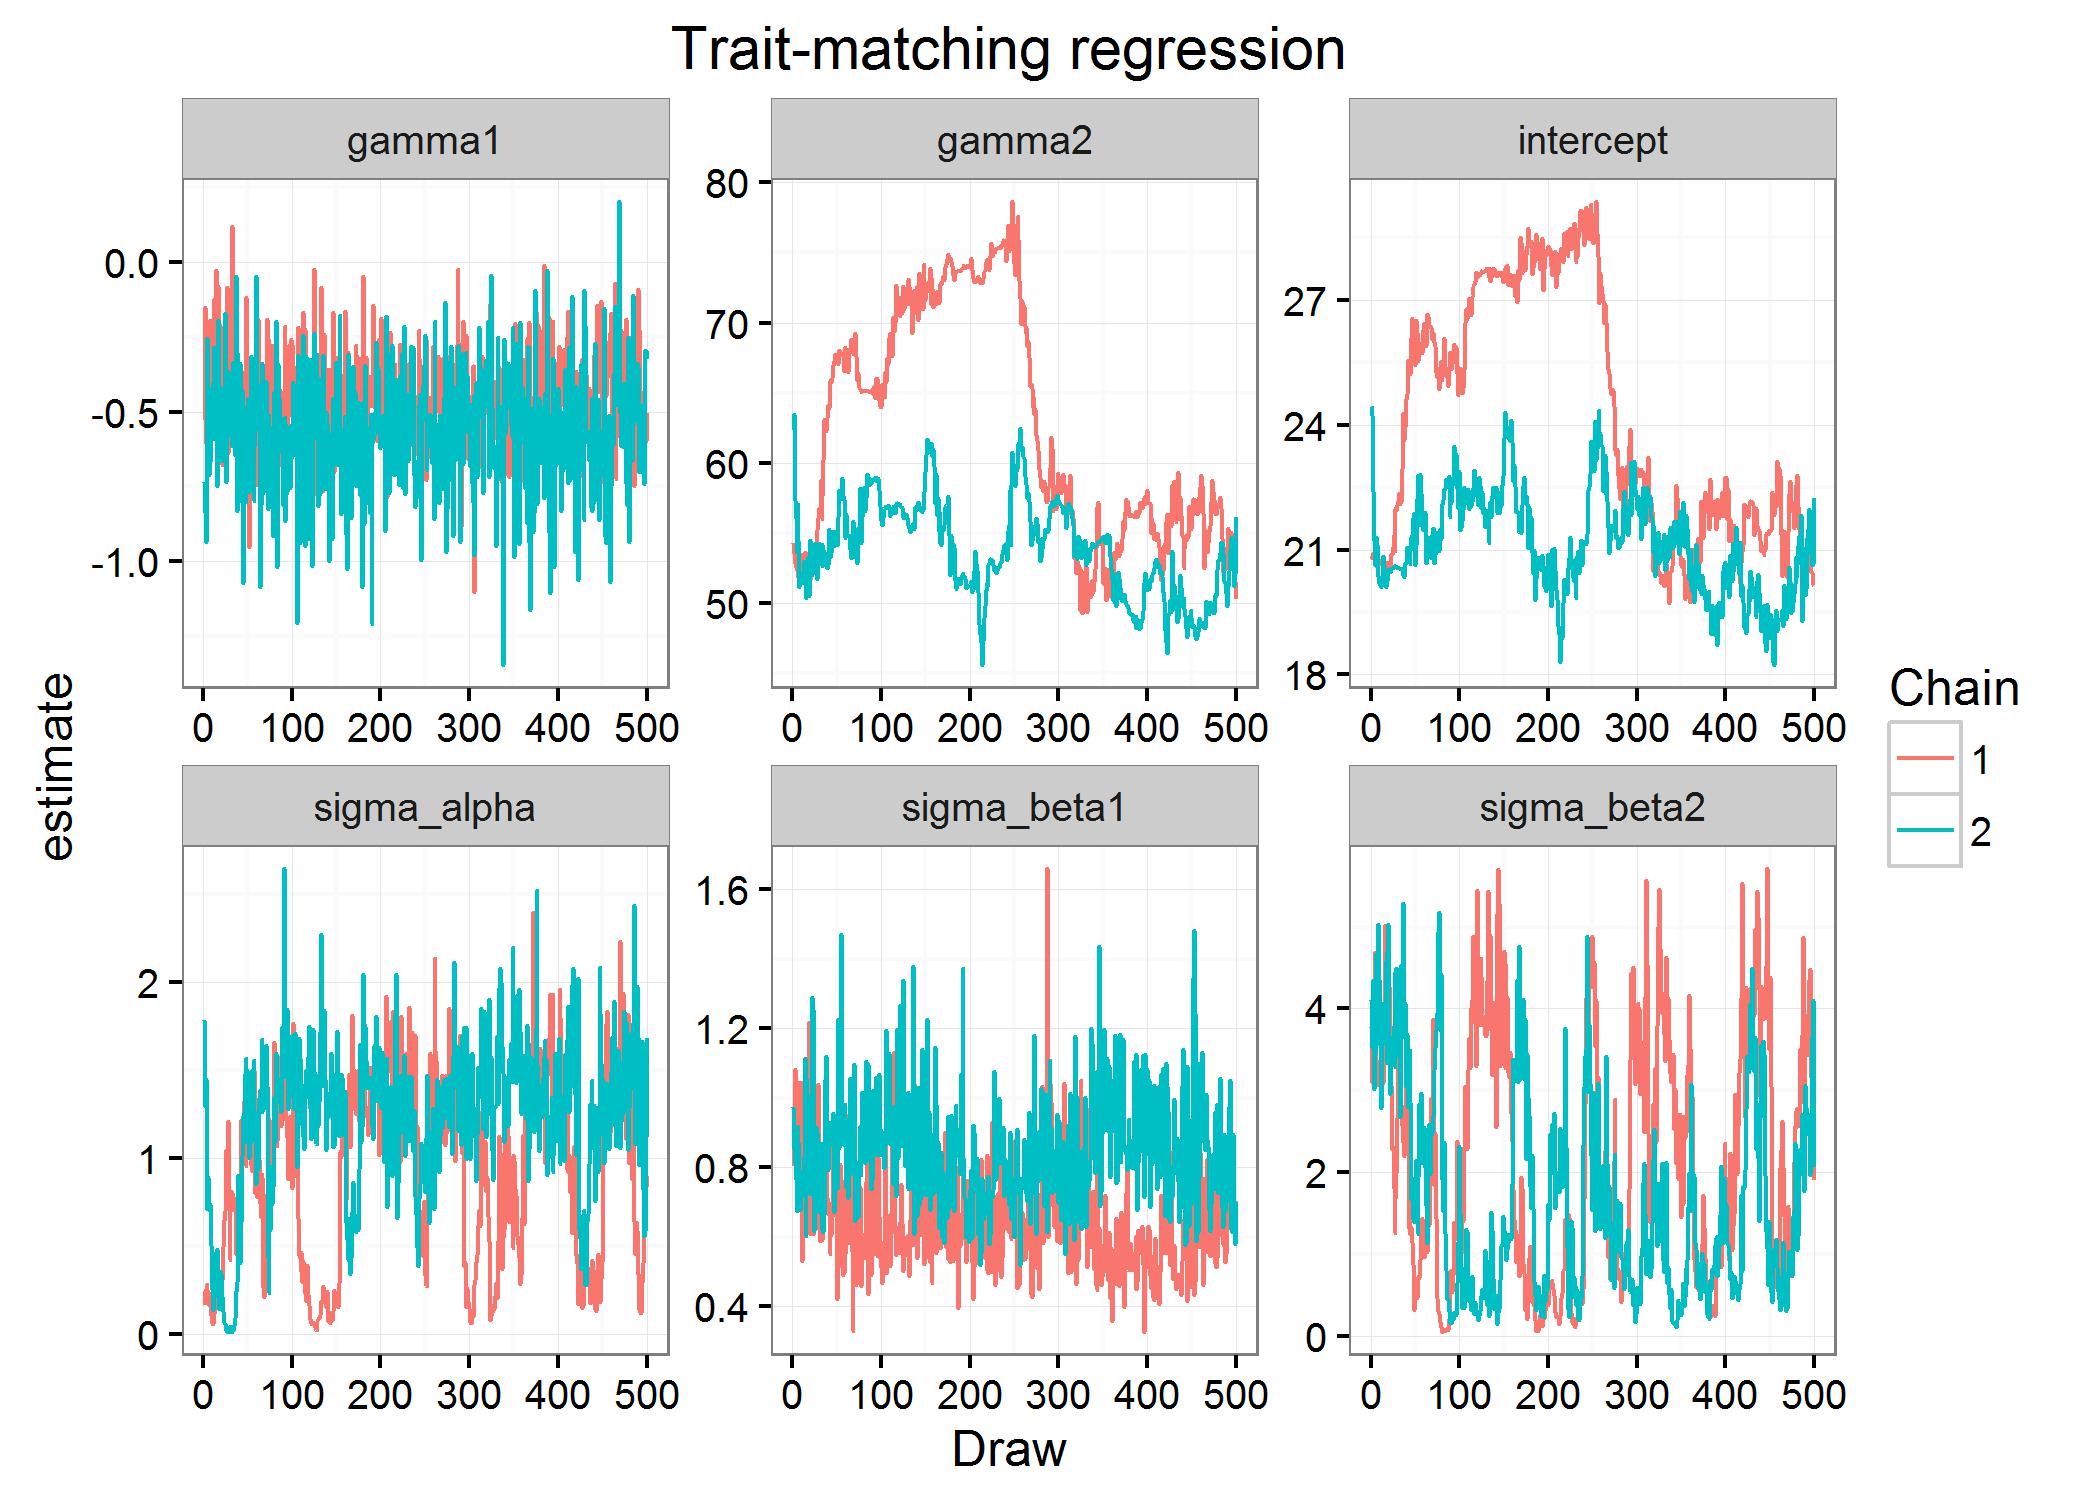 Trait-matching regression
gamma1 gamma2 intercept
0.0
-0.5
-1.0
80
70
60
50
27
24
21
18
0 100 200 300 400 500 0 100 200 300 400 500 0 100 200 300 400 500
sigma_alpha sigma_beta1 sigma_beta2
2
1
0
1.6
1.2
0.8
0.4
4
2
0
0 100 200 300 400 500 0 100 200 300 400 500 0 100 200 300 400 500
estimate
Draw
Chain
1
2